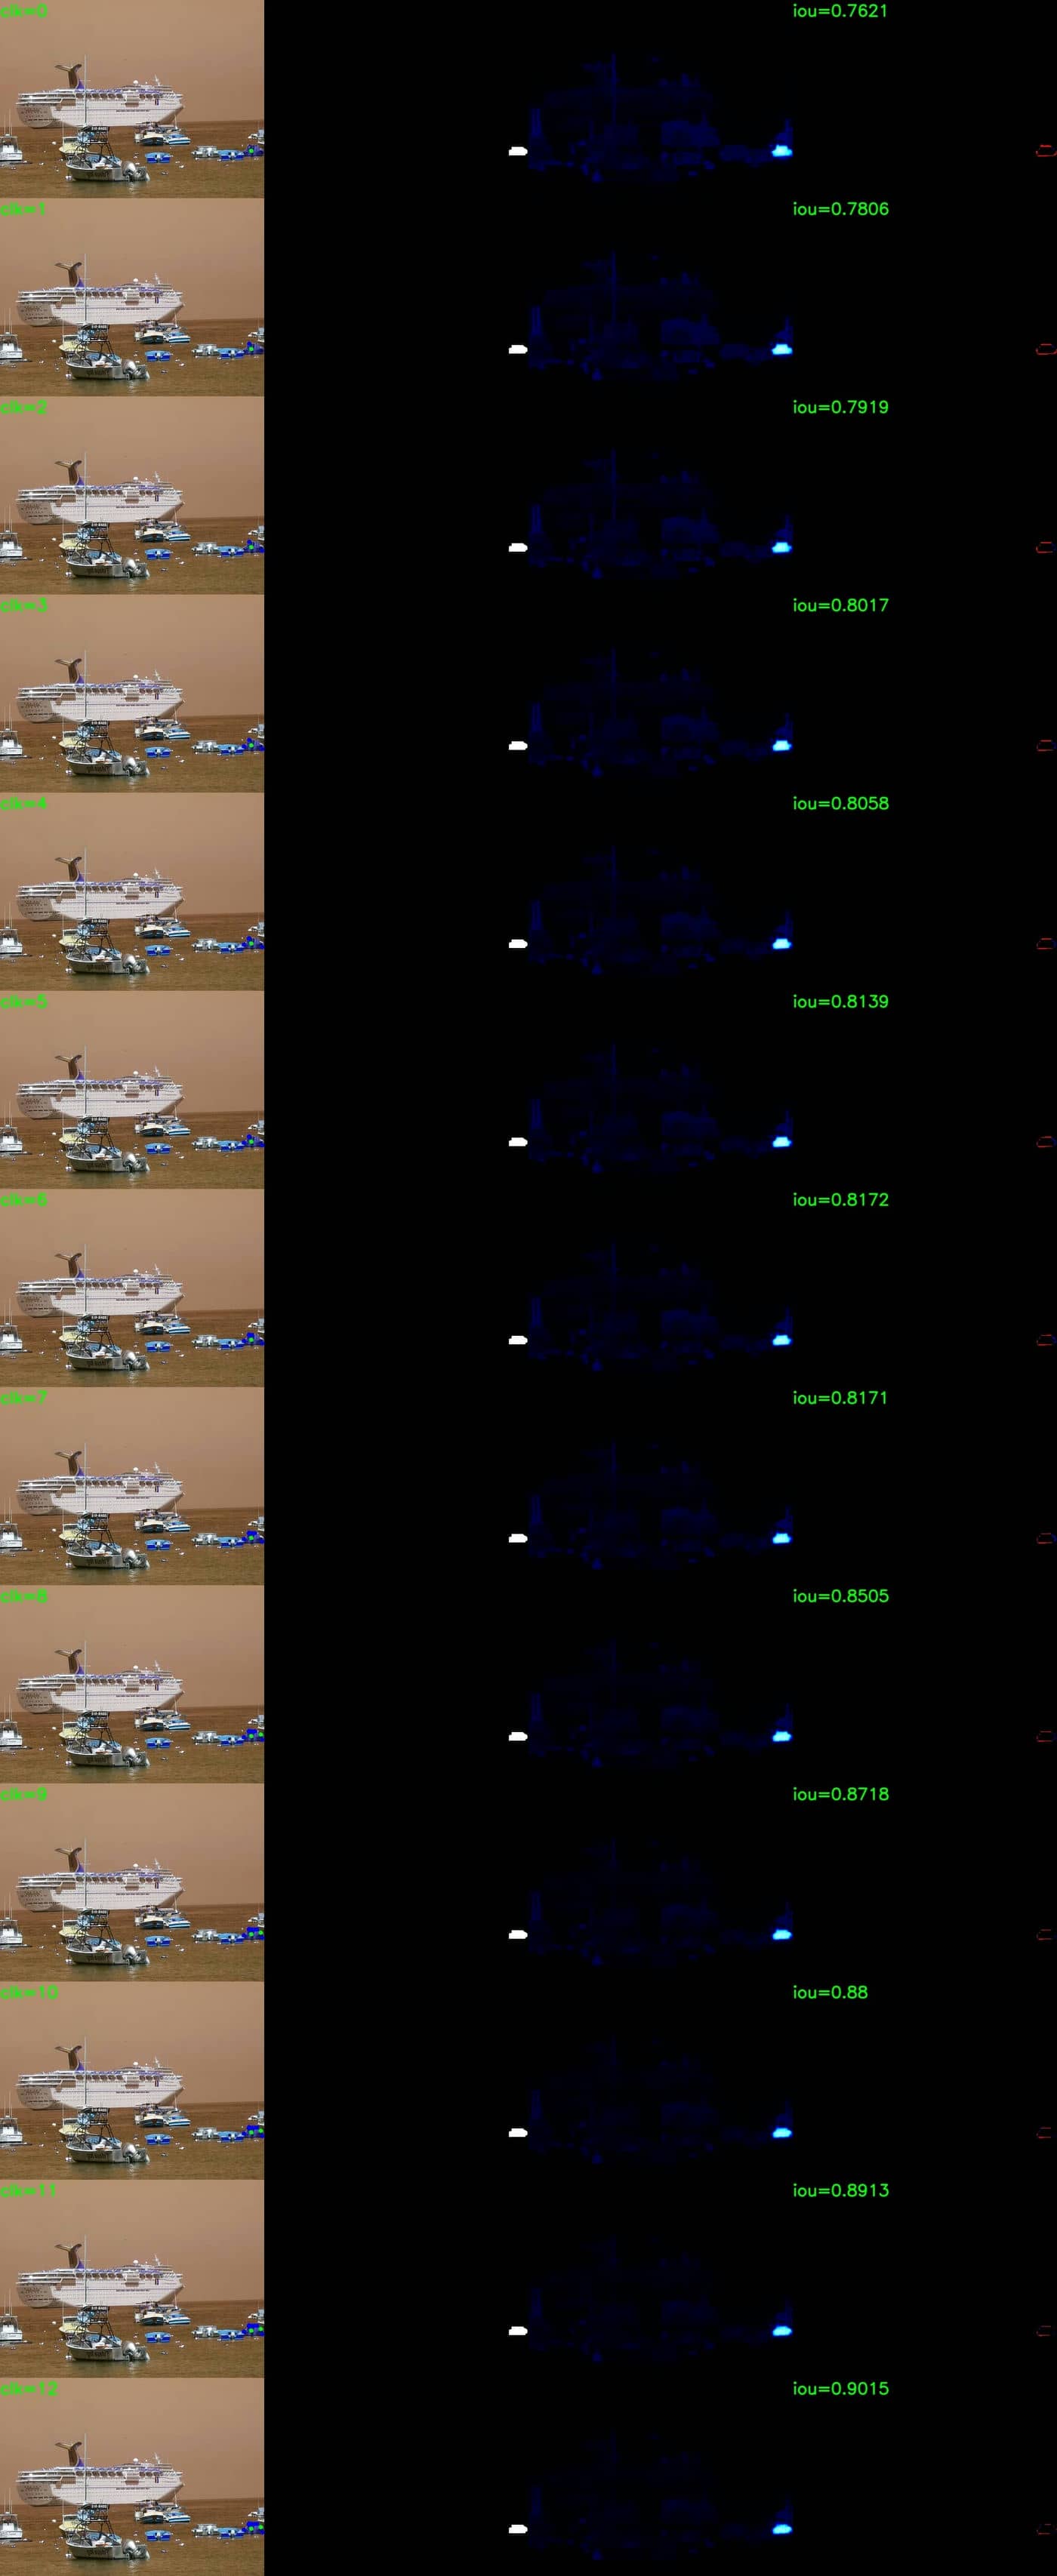 clk=0 iou=0.7621
clk=1 iou=0.7806
clk=2 iou=0.7919
clk=3 iou=0.8017
clk=4 iou=0.8058
clk=5 iou=0.8139
clk=6 iou=0.8172
clk=7 iou=0.8171
clk=8 iou=0.8505
clk=9 iou=0.8718
clk=10 iou=0.88
clk=11 iou=0.8913
clk=12 iou=0.9015